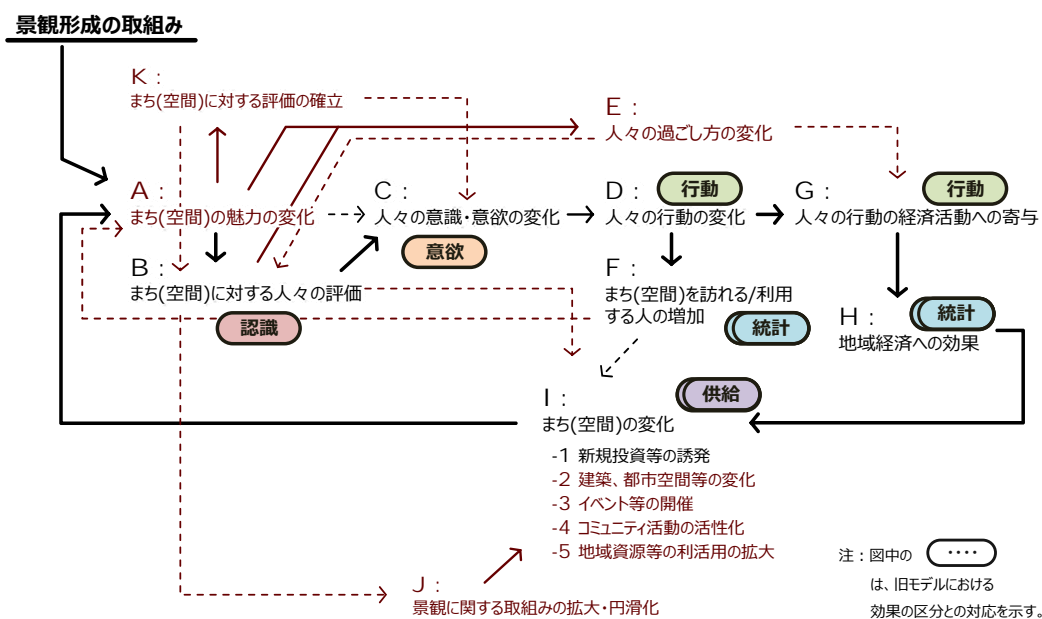 景観形成の取組み
K：
まち(空間)に対する評価の確立
E：
人々の過ごし方の変化
A：
まち(空間)の魅力の変化
C：
人々の意識・意欲の変化
意欲
D：
行動
人々の行動の変化
G：
行動
人々の行動の経済活動への寄与
B：
まち(空間)に対する人々の評価
認識
F：
まち(空間)を訪れる/利用
する人の増加
統計
H：
統計
地域経済への効果
I：
供給
まち(空間)の変化
-1 新規投資等の誘発
-2 建築、都市空間等の変化
-3 イベント等の開催
-4 コミュニティ活動の活性化
-5 地域資源等の利活用の拡大
J：
景観に関する取組みの拡大・円滑化
注：図中の ‥‥
は、旧モデルにおける
効果の区分との対応を示す。